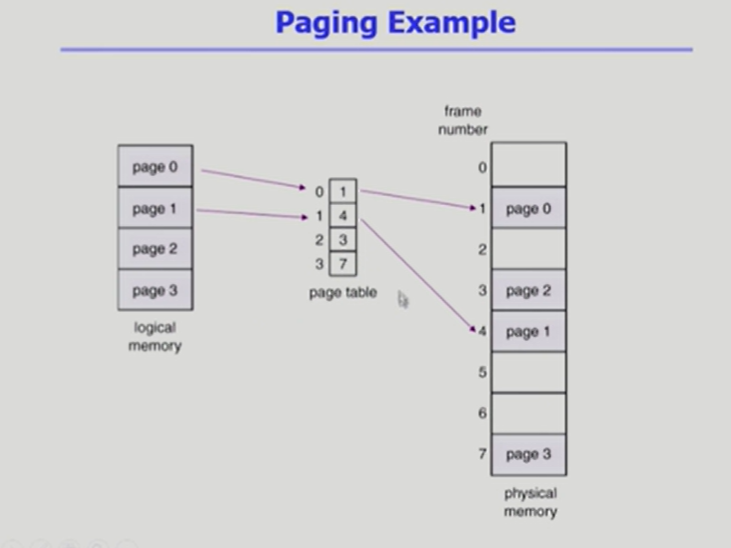 Paging Example
page 0
page 1
page 2
page 3
logical
memory
0 1
1 4
2 3
3 7
page table
frame
number
0
1 page 0
2
3 page 2
4 page 1
5
6
7 page 3
physical
memory